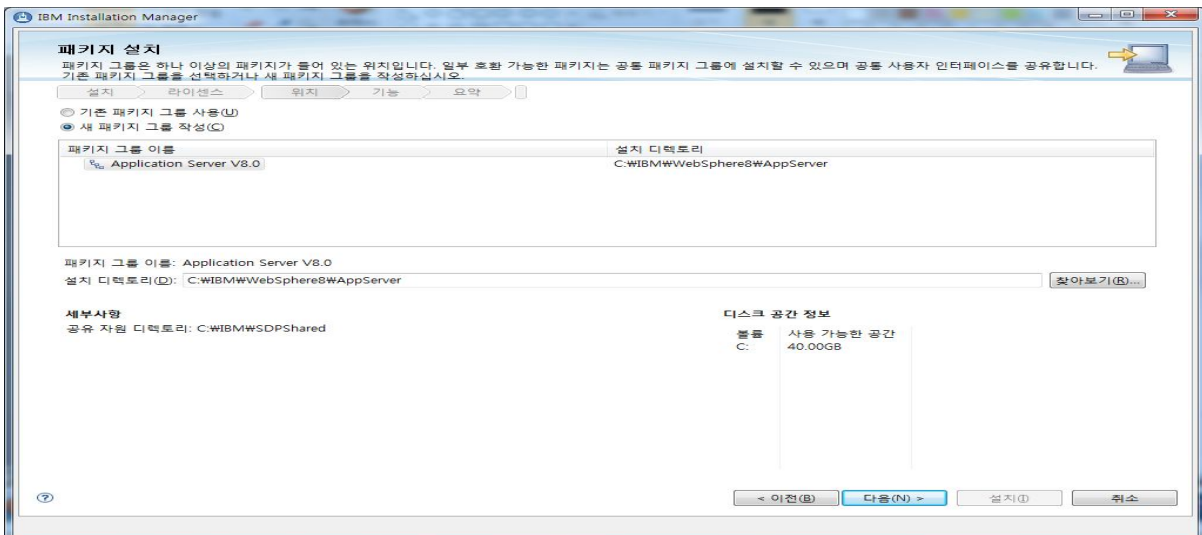 IBM Installation Manager
패키지 설치
패키지 그룹은 하나 이상의 패키지가 들어 있는 위치입니다. 일부 호환 가능한 패키지는 공통 패키지 그룹에 설치할 수 있으며 공통 사용자 인터페이스를 공유합니다.
기존 패키지 그룹을 선택하거나 새 패키지 그룹을 작성하십시오.
설치 라이센스 위치 기능 요약
기존 패키지 그룹 사용(U)
새 패키지 그룹 작성(C)
패키지 그룹 이름 설치 디렉토리
Application Server V8.0 C:₩IBM₩WebSphere8₩AppServer
패키지 그룹 이름: Application Server V8.0
설치 디렉토리(D): C:₩IBM₩WebSphere8₩AppServer 찾아보기(R)...
세부사항 디스크 공간 정보
공유 자원 디렉토리: C:₩IBM₩SDPShared
볼륨 사용 가능한 공간
C: 40.00GB
? < 이전(B) 다음(N) > 설치(I) 취소